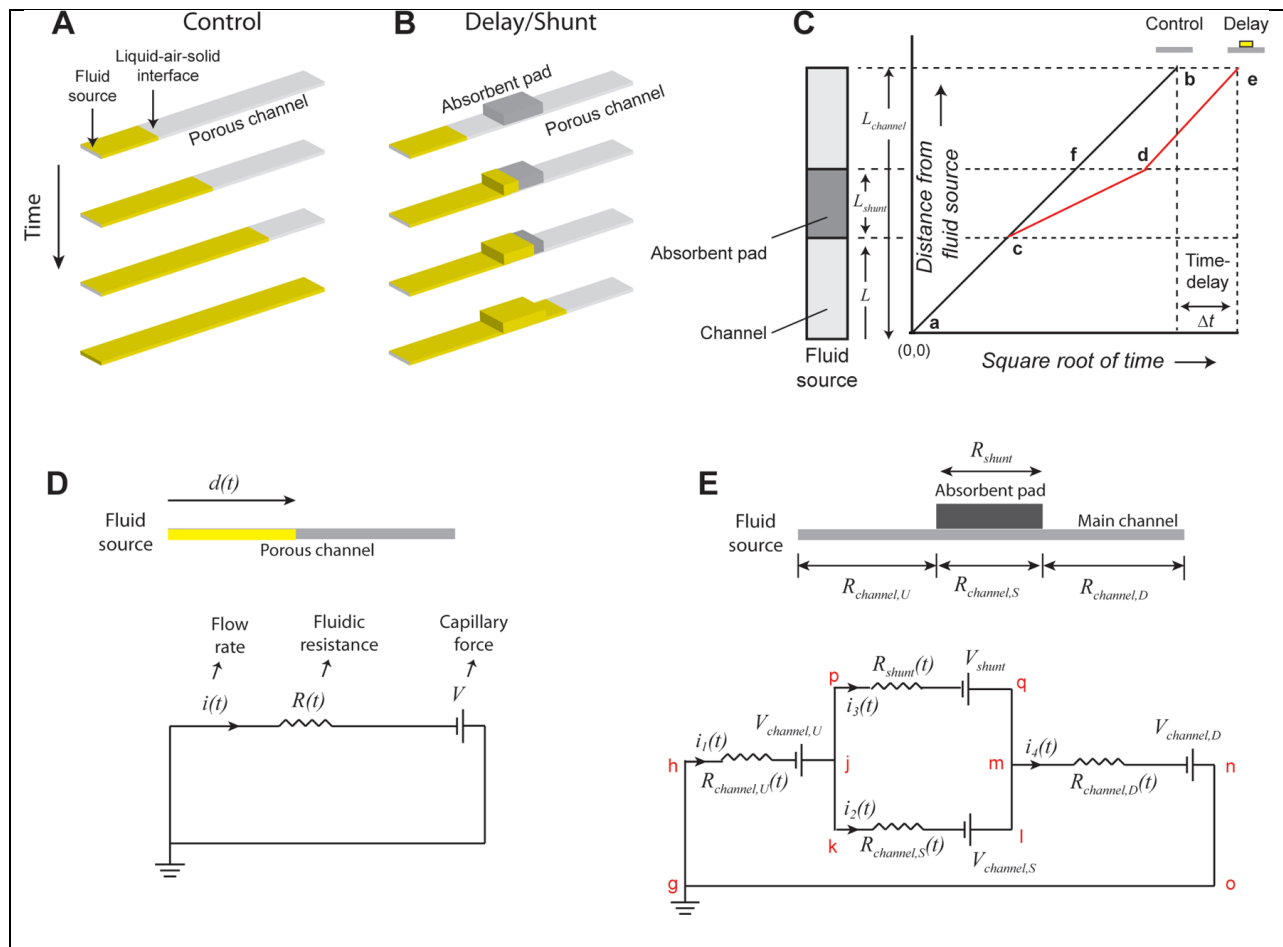 A
Control
Liquid-air-solid
interface
Fluid
source
Porous channel
Time
B
Delay/Shunt
Absorbent pad
Porous channel
C
Control
Delay
b
e
L_channel
Distance from
fluid source
f
d
L_shunt
Absorbent pad
c
L
Time-
delay
Δt
Channel
a
(0,0)
Fluid
source
Square root of time
D
d(t)
Fluid
source
Porous channel
Flow
rate
Fluidic
resistance
Capillary
force
i(t)
R(t)
V
E
R_shunt
Absorbent pad
Fluid
source
Main channel
R_channel,U
R_channel,S
R_channel,D
p
R_shunt(t)
V_shunt
q
i_3(t)
V_channel,U
V_channel,D
h
i_1(t)
j
m
i_4(t)
n
R_channel,U(t)
R_channel,D(t)
i_2(t)
k
R_channel,S(t)
l
V_channel,S
g
o